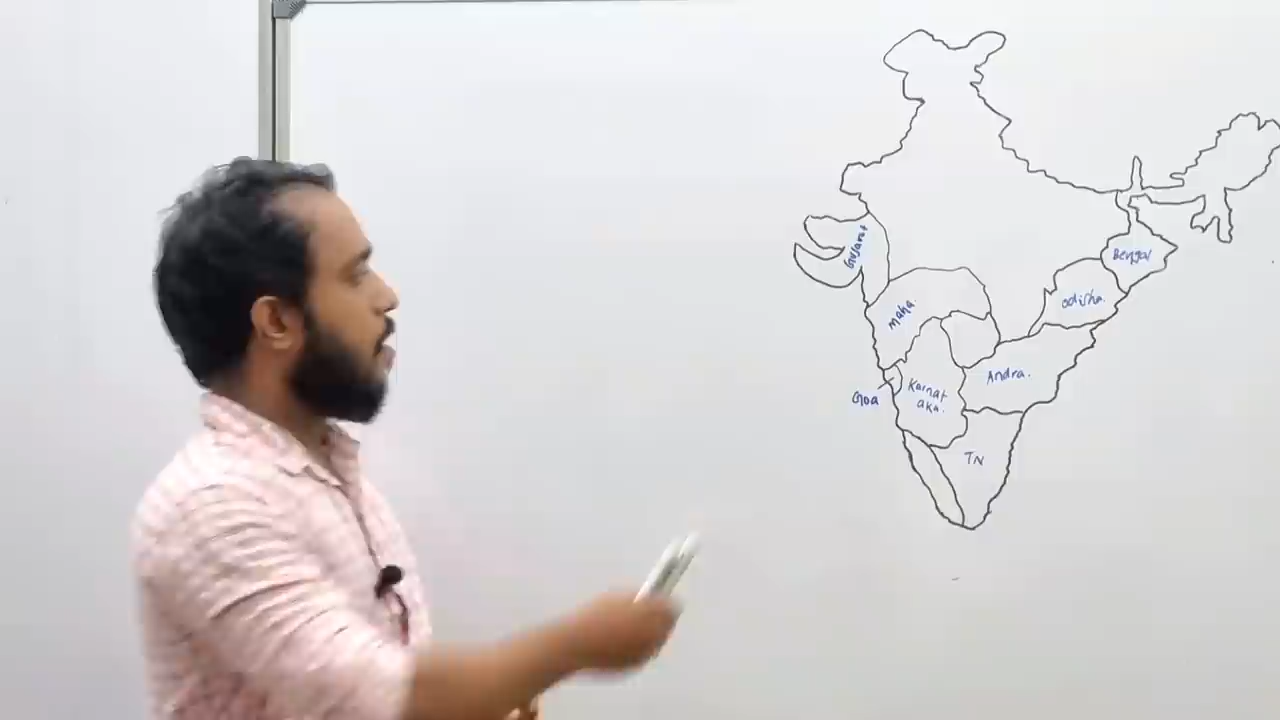 Gujarat
Bengal
odisha.
maha
Andra.
Goa
Karnat
aka.
TN